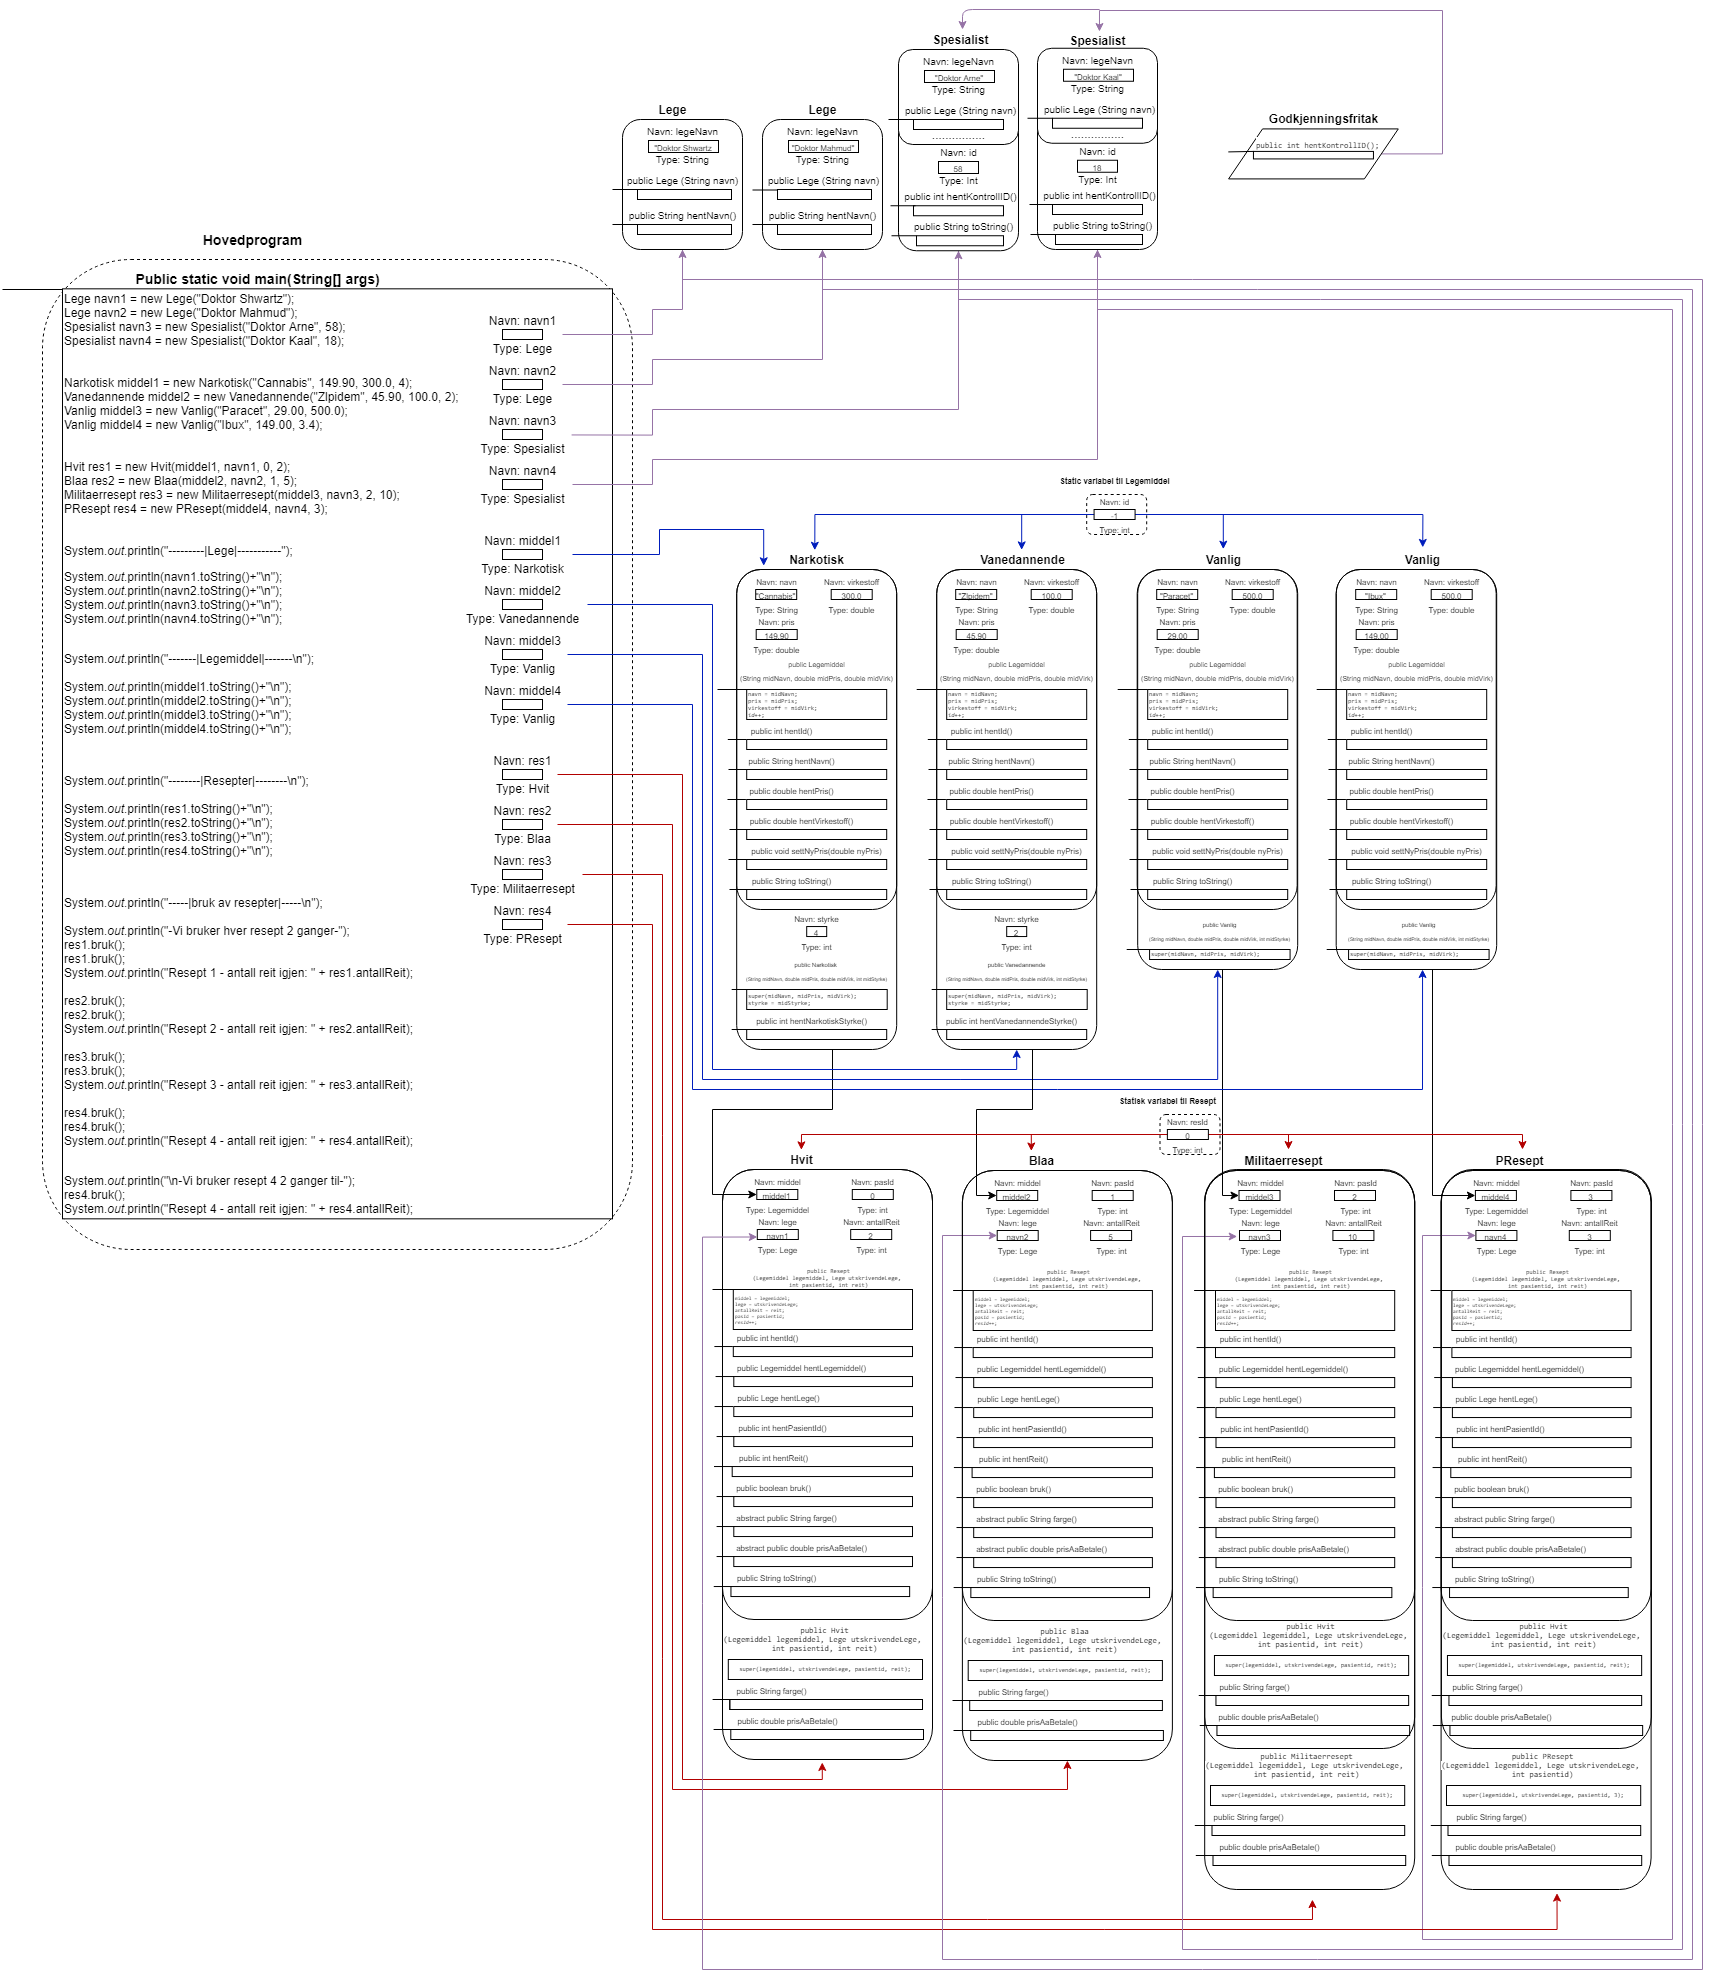 Spesialist
Navn: legeNavn
"Doktor Arne"
Type: String
public Lege (String navn)
................
Navn: id
58
Type: Int
public int hentKontrollID()
public String toString()
Spesialist
Navn: legeNavn
"Doktor Kaal"
Type: String
public Lege (String navn)
................
Navn: id
18
Type: Int
public int hentKontrollID()
public String toString()
Lege
Navn: legeNavn
"Doktor Shwartz
Type: String
public Lege (String navn)
public String hentNavn()
Lege
Navn: legeNavn
"Doktor Mahmud"
Type: String
public Lege (String navn)
public String hentNavn()
Godkjenningsfritak
public int hentKontrollID();
Hovedprogram
Public static void main(String[] args)
Lege navn1 = new Lege("Doktor Shwartz");
Lege navn2 = new Lege("Doktor Mahmud");
Spesialist navn3 = new Spesialist("Doktor Arne", 58);
Spesialist navn4 = new Spesialist("Doktor Kaal", 18);
Narkotisk middel1 = new Narkotisk("Cannabis", 149.90, 300.0, 4);
Vanedannende middel2 = new Vanedannende("ZIpidem", 45.90, 100.0, 2);
Vanlig middel3 = new Vanlig("Paracet", 29.00, 500.0);
Vanlig middel4 = new Vanlig("Ibux", 149.00, 3.4);
Hvit res1 = new Hvit(middel1, navn1, 0, 2);
Blaa res2 = new Blaa(middel2, navn2, 1, 5);
Militaerresept res3 = new Militaerresept(middel3, navn3, 2, 10);
PResept res4 = new PResept(middel4, navn4, 3);
System.out.println("---------|Lege|-----------");
System.out.println(navn1.toString()+"\n");
System.out.println(navn2.toString()+"\n");
System.out.println(navn3.toString()+"\n");
System.out.println(navn4.toString()+"\n");
System.out.println("-------|Legemiddel|-------\n");
System.out.println(middel1.toString()+"\n");
System.out.println(middel2.toString()+"\n");
System.out.println(middel3.toString()+"\n");
System.out.println(middel4.toString()+"\n");
System.out.println("--------|Resepter|--------\n");
System.out.println(res1.toString()+"\n");
System.out.println(res2.toString()+"\n");
System.out.println(res3.toString()+"\n");
System.out.println(res4.toString()+"\n");
System.out.println("-----|bruk av resepter|-----\n");
System.out.println("-Vi bruker hver resept 2 ganger-");
res1.bruk();
res1.bruk();
System.out.println("Resept 1 - antall reit igjen: " + res1.antallReit);
res2.bruk();
res2.bruk();
System.out.println("Resept 2 - antall reit igjen: " + res2.antallReit);
res3.bruk();
res3.bruk();
System.out.println("Resept 3 - antall reit igjen: " + res3.antallReit);
res4.bruk();
res4.bruk();
System.out.println("Resept 4 - antall reit igjen: " + res4.antallReit);
System.out.println("\n-Vi bruker resept 4 2 ganger til-");
res4.bruk();
System.out.println("Resept 4 - antall reit igjen: " + res4.antallReit);
Navn: navn1
Type: Lege
Navn: navn2
Type: Lege
Navn: navn3
Type: Spesialist
Navn: navn4
Type: Spesialist
Navn: middel1
Type: Narkotisk
Navn: middel2
Type: Vanedannende
Navn: middel3
Type: Vanlig
Navn: middel4
Type: Vanlig
Navn: res1
Type: Hvit
Navn: res2
Type: Blaa
Navn: res3
Type: Militaerresept
Navn: res4
Type: PResept
Static variabel til Legemiddel
Navn: id
-1
Type: int
Narkotisk
Navn: navn Navn: virkestoff
"Cannabis" 300.0
Type: String Type: double
Navn: pris
149.90
Type: double
public Legemiddel
(String midNavn, double midPris, double midVirk)
navn = midNavn;
pris = midPris;
virkestoff = midVirk;
id++;
public int hentId()
public String hentNavn()
public double hentPris()
public double hentVirkestoff()
public void settNyPris(double nyPris)
public String toString()
Navn: styrke
4
Type: int
public Narkotisk
(String midNavn, double midPris, double midVirk, int midStyrke)
super(midNavn, midPris, midVirk);
styrke = midStyrke;
public int hentNarkotiskStyrke()
Vanedannende
Navn: navn Navn: virkestoff
"ZIpidem" 100.0
Type: String Type: double
Navn: pris
45.90
Type: double
public Legemiddel
(String midNavn, double midPris, double midVirk)
navn = midNavn;
pris = midPris;
virkestoff = midVirk;
id++;
public int hentId()
public String hentNavn()
public double hentPris()
public double hentVirkestoff()
public void settNyPris(double nyPris)
public String toString()
Navn: styrke
2
Type: int
public Vanedannende
(String midNavn, double midPris, double midVirk, int midStyrke)
super(midNavn, midPris, midVirk);
styrke = midStyrke;
public int hentVanedannendeStyrke()
Vanlig
Navn: navn Navn: virkestoff
"Paracet" 500.0
Type: String Type: double
Navn: pris
29.00
Type: double
public Legemiddel
(String midNavn, double midPris, double midVirk)
navn = midNavn;
pris = midPris;
virkestoff = midVirk;
id++;
public int hentId()
public String hentNavn()
public double hentPris()
public double hentVirkestoff()
public void settNyPris(double nyPris)
public String toString()
public Vanlig
(String midNavn, double midPris, double midVirk, int midStyrke)
super(midNavn, midPris, midVirk);
Vanlig
Navn: navn Navn: virkestoff
"Ibux" 500.0
Type: String Type: double
Navn: pris
149.00
Type: double
public Legemiddel
(String midNavn, double midPris, double midVirk)
navn = midNavn;
pris = midPris;
virkestoff = midVirk;
id++;
public int hentId()
public String hentNavn()
public double hentPris()
public double hentVirkestoff()
public void settNyPris(double nyPris)
public String toString()
public Vanlig
(String midNavn, double midPris, double midVirk, int midStyrke)
super(midNavn, midPris, midVirk);
Statisk variabel til Resept
Navn: resId
0
Type: int
Hvit
Navn: middel Navn: pasId
middel1 0
Type: Legemiddel Type: int
Navn: lege Navn: antallReit
navn1 2
Type: Lege Type: int
public Resept
(Legemiddel legemiddel, Lege utskrivendeLege,
int pasientid, int reit)
middel = legemiddel;
lege = utskrivendeLege;
antallReit = reit;
pasId = pasientid;
resId++;
public int hentId()
public Legemiddel hentLegemiddel()
public Lege hentLege()
public int hentPasientId()
public int hentReit()
public boolean bruk()
abstract public String farge()
abstract public double prisAaBetale()
public String toString()
public Hvit
(Legemiddel legemiddel, Lege utskrivendeLege,
int pasientid, int reit)
super(legemiddel, utskrivendeLege, pasientid, reit);
public String farge()
public double prisAaBetale()
Blaa
Navn: middel Navn: pasId
middel2 1
Type: Legemiddel Type: int
Navn: lege Navn: antallReit
navn2 5
Type: Lege Type: int
public Resept
(Legemiddel legemiddel, Lege utskrivendeLege,
int pasientid, int reit)
middel = legemiddel;
lege = utskrivendeLege;
antallReit = reit;
pasId = pasientid;
resId++;
public int hentId()
public Legemiddel hentLegemiddel()
public Lege hentLege()
public int hentPasientId()
public int hentReit()
public boolean bruk()
abstract public String farge()
abstract public double prisAaBetale()
public String toString()
public Blaa
(Legemiddel legemiddel, Lege utskrivendeLege,
int pasientid, int reit)
super(legemiddel, utskrivendeLege, pasientid, reit);
public String farge()
public double prisAaBetale()
Militaerresept
Navn: middel Navn: pasId
middel3 2
Type: Legemiddel Type: int
Navn: lege Navn: antallReit
navn3 10
Type: Lege Type: int
public Resept
(Legemiddel legemiddel, Lege utskrivendeLege,
int pasientid, int reit)
middel = legemiddel;
lege = utskrivendeLege;
antallReit = reit;
pasId = pasientid;
resId++;
public int hentId()
public Legemiddel hentLegemiddel()
public Lege hentLege()
public int hentPasientId()
public int hentReit()
public boolean bruk()
abstract public String farge()
abstract public double prisAaBetale()
public String toString()
public Hvit
(Legemiddel legemiddel, Lege utskrivendeLege,
int pasientid, int reit)
super(legemiddel, utskrivendeLege, pasientid, reit);
public String farge()
public double prisAaBetale()
public Militaerresept
(Legemiddel legemiddel, Lege utskrivendeLege,
int pasientid, int reit)
super(legemiddel, utskrivendeLege, pasientid, reit);
public String farge()
public double prisAaBetale()
PResept
Navn: middel Navn: pasId
middel4 3
Type: Legemiddel Type: int
Navn: lege Navn: antallReit
navn4 3
Type: Lege Type: int
public Resept
(Legemiddel legemiddel, Lege utskrivendeLege,
int pasientid, int reit)
middel = legemiddel;
lege = utskrivendeLege;
antallReit = reit;
pasId = pasientid;
resId++;
public int hentId()
public Legemiddel hentLegemiddel()
public Lege hentLege()
public int hentPasientId()
public int hentReit()
public boolean bruk()
abstract public String farge()
abstract public double prisAaBetale()
public String toString()
public Hvit
(Legemiddel legemiddel, Lege utskrivendeLege,
int pasientid, int reit)
super(legemiddel, utskrivendeLege, pasientid, reit);
public String farge()
public double prisAaBetale()
public PResept
(Legemiddel legemiddel, Lege utskrivendeLege,
int pasientid)
super(legemiddel, utskrivendeLege, pasientid, 3);
public String farge()
public double prisAaBetale()